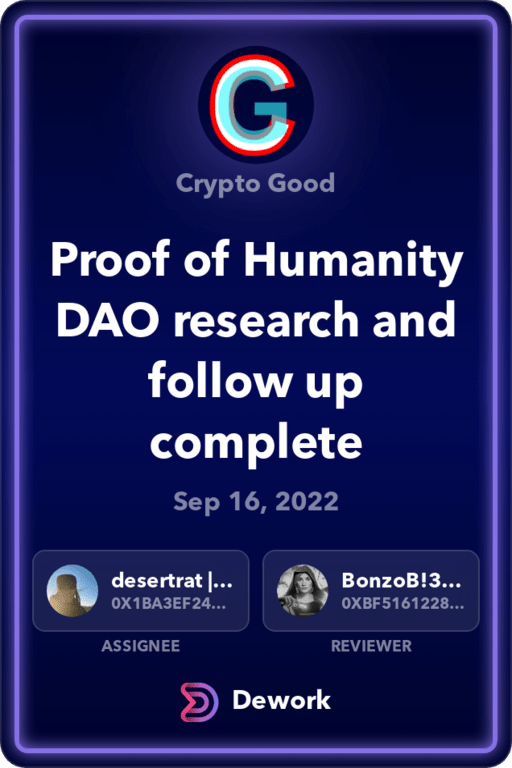 Crypto Good
Proof of Humanity
DAO research and
follow up
complete
Sep 16, 2022
desertrat |...
0X1BA3EF24...
ASSIGNEE
BonzoB!3...
0XBF5161228...
REVIEWER
Dework